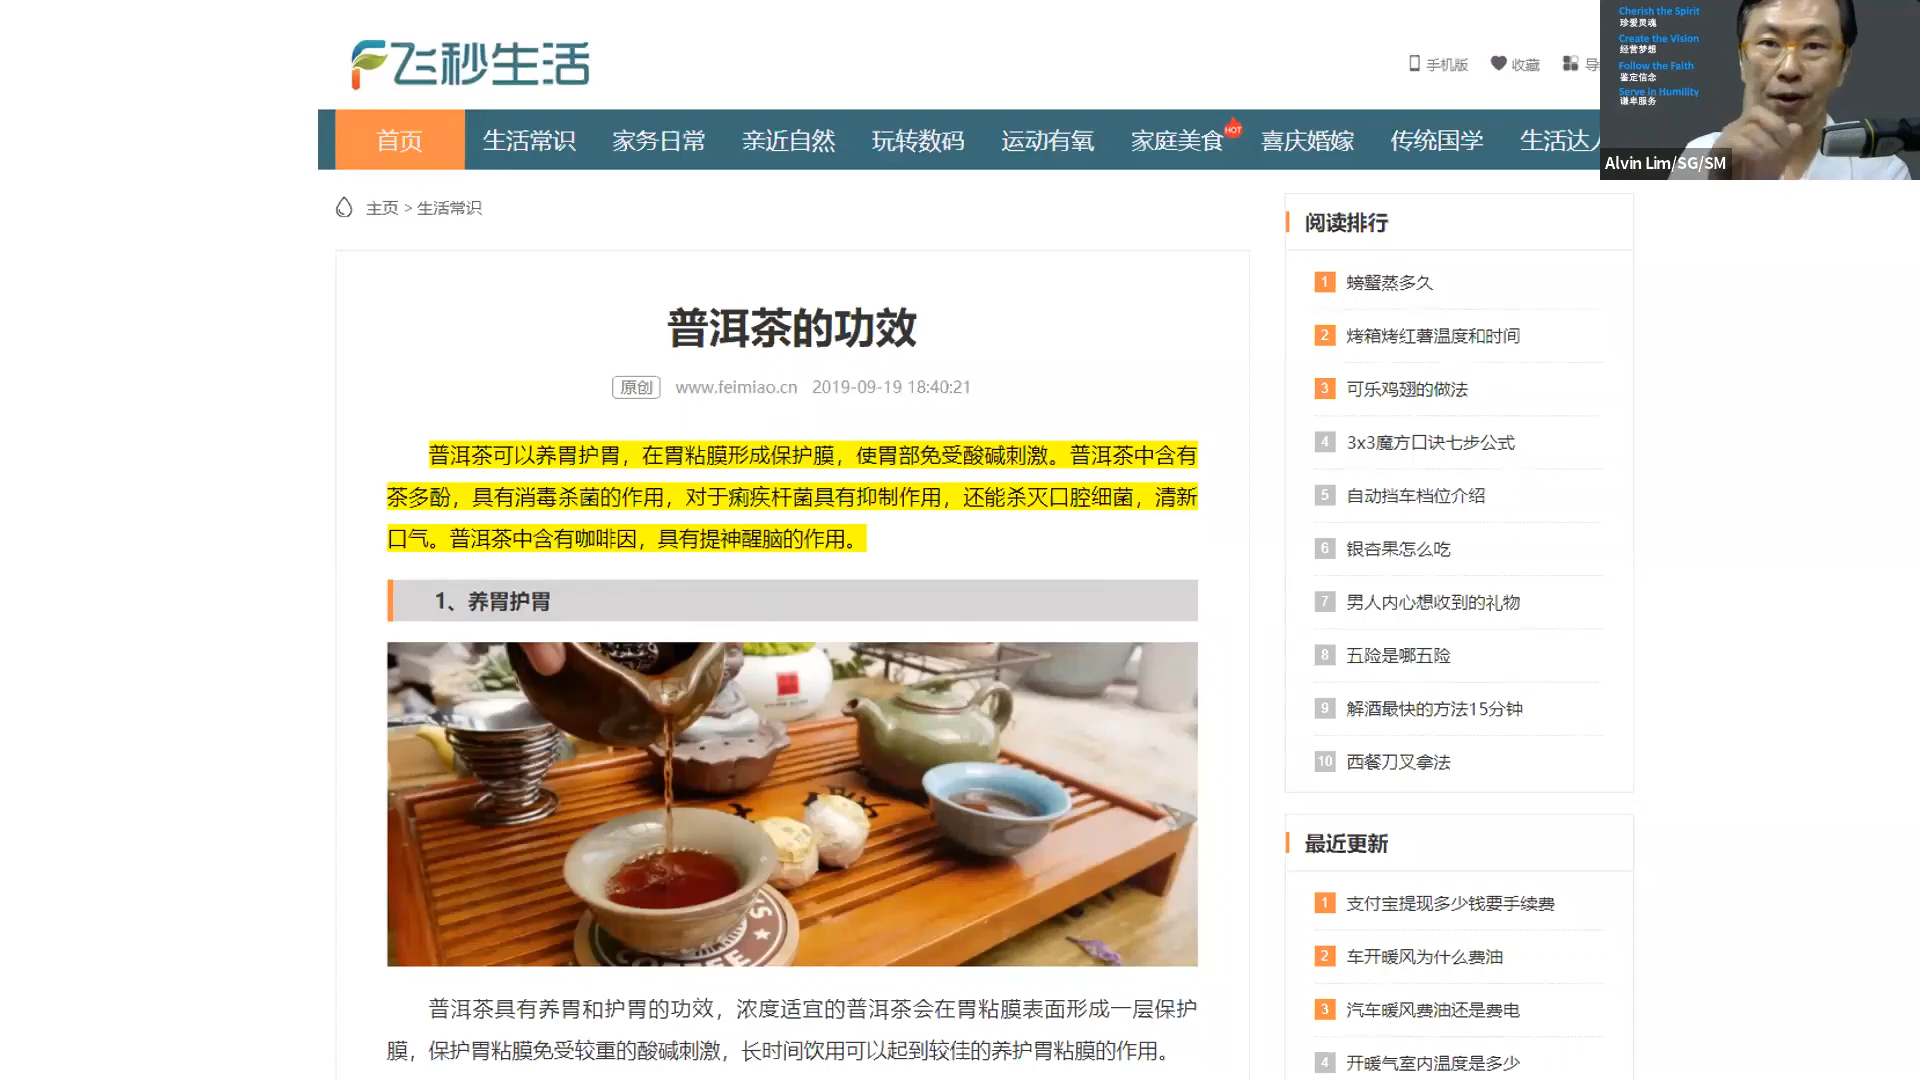 飞秒生活
手机版
收藏
导
Cherish the Spirit
珍爱灵魂
Create the Vision
经营梦想
Follow the Faith
鉴定信念
Serve in Humility
谦卑服务
Alvin Lim/SG/SM
首页 生活常识 家务日常 亲近自然 玩转数码 运动有氧 家庭美食 HOT 喜庆婚嫁 传统国学 生活达人
主页 > 生活常识
普洱茶的功效
原创 www.feimiao.cn 2019-09-19 18:40:21
普洱茶可以养胃护胃，在胃粘膜形成保护膜，使胃部免受酸碱刺激。普洱茶中含有
茶多酚，具有消毒杀菌的作用，对于痢疾杆菌具有抑制作用，还能杀灭口腔细菌，清新
口气。普洱茶中含有咖啡因，具有提神醒脑的作用。
1、养胃护胃
COFFEE
普洱茶具有养胃和护胃的功效，浓度适宜的普洱茶会在胃粘膜表面形成一层保护
膜，保护胃粘膜免受较重的酸碱刺激，长时间饮用可以起到较佳的养护胃粘膜的作用。
阅读排行
1 螃蟹蒸多久
2 烤箱烤红薯温度和时间
3 可乐鸡翅的做法
4 3x3魔方口诀七步公式
5 自动挡车档位介绍
6 银杏果怎么吃
7 男人内心想收到的礼物
8 五险是哪五险
9 解酒最快的方法15分钟
10 西餐刀叉拿法
最近更新
1 支付宝提现多少钱要手续费
2 车开暖风为什么费油
3 汽车暖风费油还是费电
4 开暖气室内温度是多少